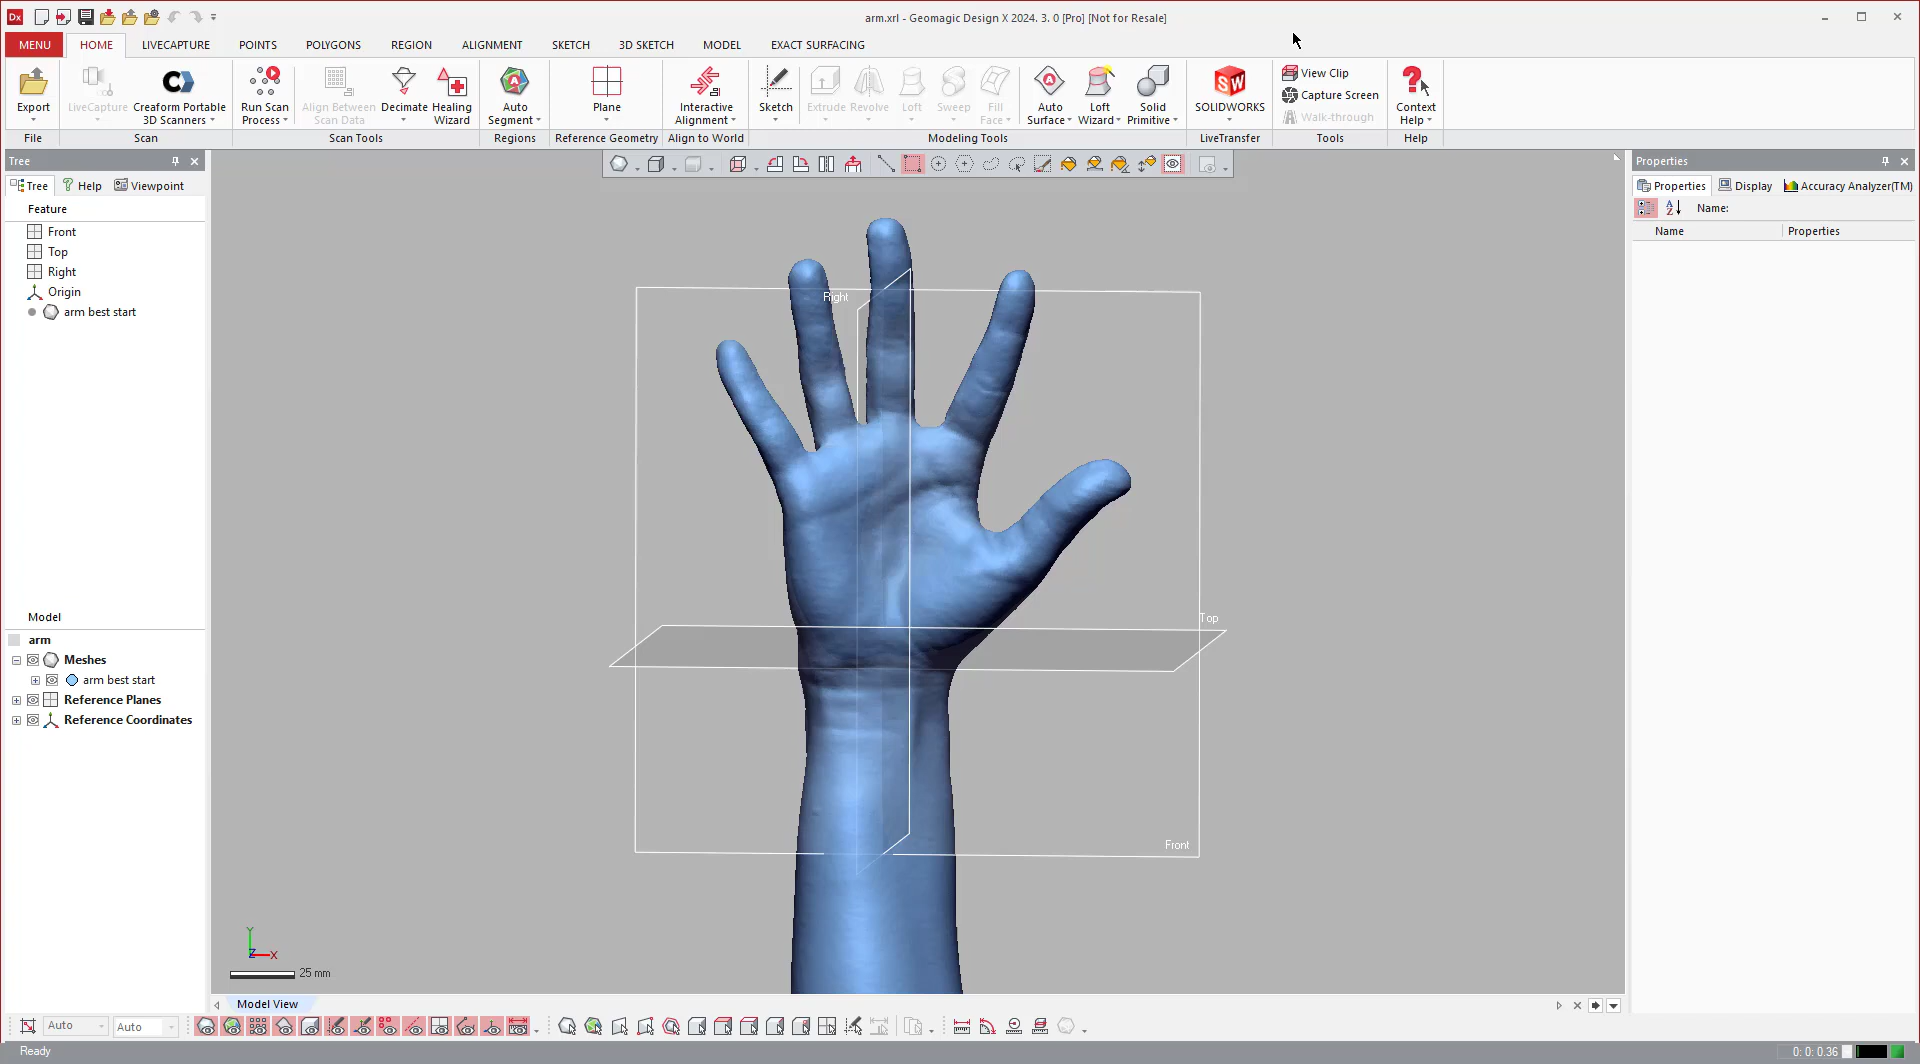 Dx
arm.xrl - Geomagic Design X 2024. 3. 0 [Pro] [Not for Resale]
MENU HOME LIVECAPTURE POINTS POLYGONS REGION ALIGNMENT SKETCH 3D SKETCH MODEL EXACT SURFACING
Export
LiveCapture
Creaform Portable
3D Scanners
Run Scan
Process
Align Between
Scan Data
Decimate
Healing
Wizard
Auto
Segment
Plane
Interactive
Alignment
Sketch
Extrude
Revolve
Loft
Sweep
Fill
Face
Auto
Surface
Loft
Wizard
Solid
Primitive
SOLIDWORKS
View Clip
Capture Screen
Walk-through
Context
Help
File Scan Scan Tools Regions Reference Geometry Align to World Modeling Tools LiveTransfer Tools Help
Tree
Tree Help Viewpoint
Feature
Front
Top
Right
Origin
arm best start
Model
arm
Meshes
arm best start
Reference Planes
Reference Coordinates
Right
Top
Front
Y
Z
X
25 mm
Model View
Properties
Properties Display Accuracy Analyzer(TM)
Name:
Name Properties
Auto
Auto
Ready
0: 0: 0.36